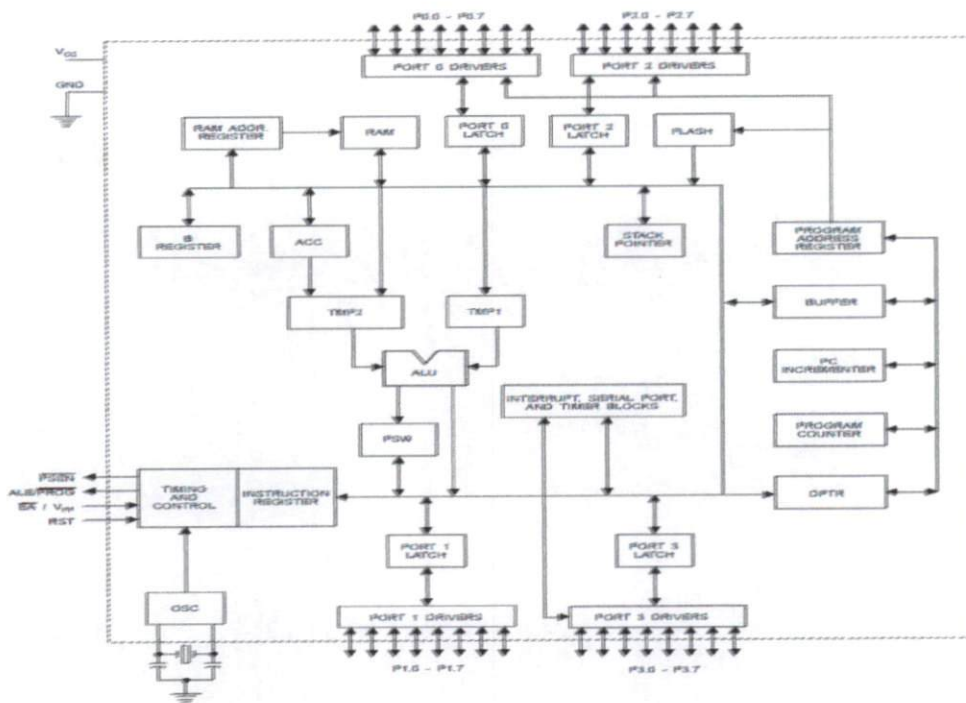 P0.0 - P0.7
P2.0 - P2.7
VCC
PORT 0 DRIVERS
PORT 2 DRIVERS
GND
RAM ADDR.
REGISTER
RAM
PORT 0
LATCH
PORT 2
LATCH
FLASH
B
REGISTER
ACC
STACK
POINTER
PROGRAM
ADDRESS
REGISTER
BUFFER
TMP2
TMP1
ALU
PC
INCREMENTER
INTERRUPT, SERIAL PORT,
AND TIMER BLOCKS
PSW
PROGRAM
COUNTER
PSEN
ALE/PROG
EA / VPP
RST
TIMING
AND
CONTROL
INSTRUCTION
REGISTER
DPTR
PORT 1
LATCH
PORT 3
LATCH
OSC
PORT 1 DRIVERS
PORT 3 DRIVERS
P1.0 - P1.7
P3.0 - P3.7